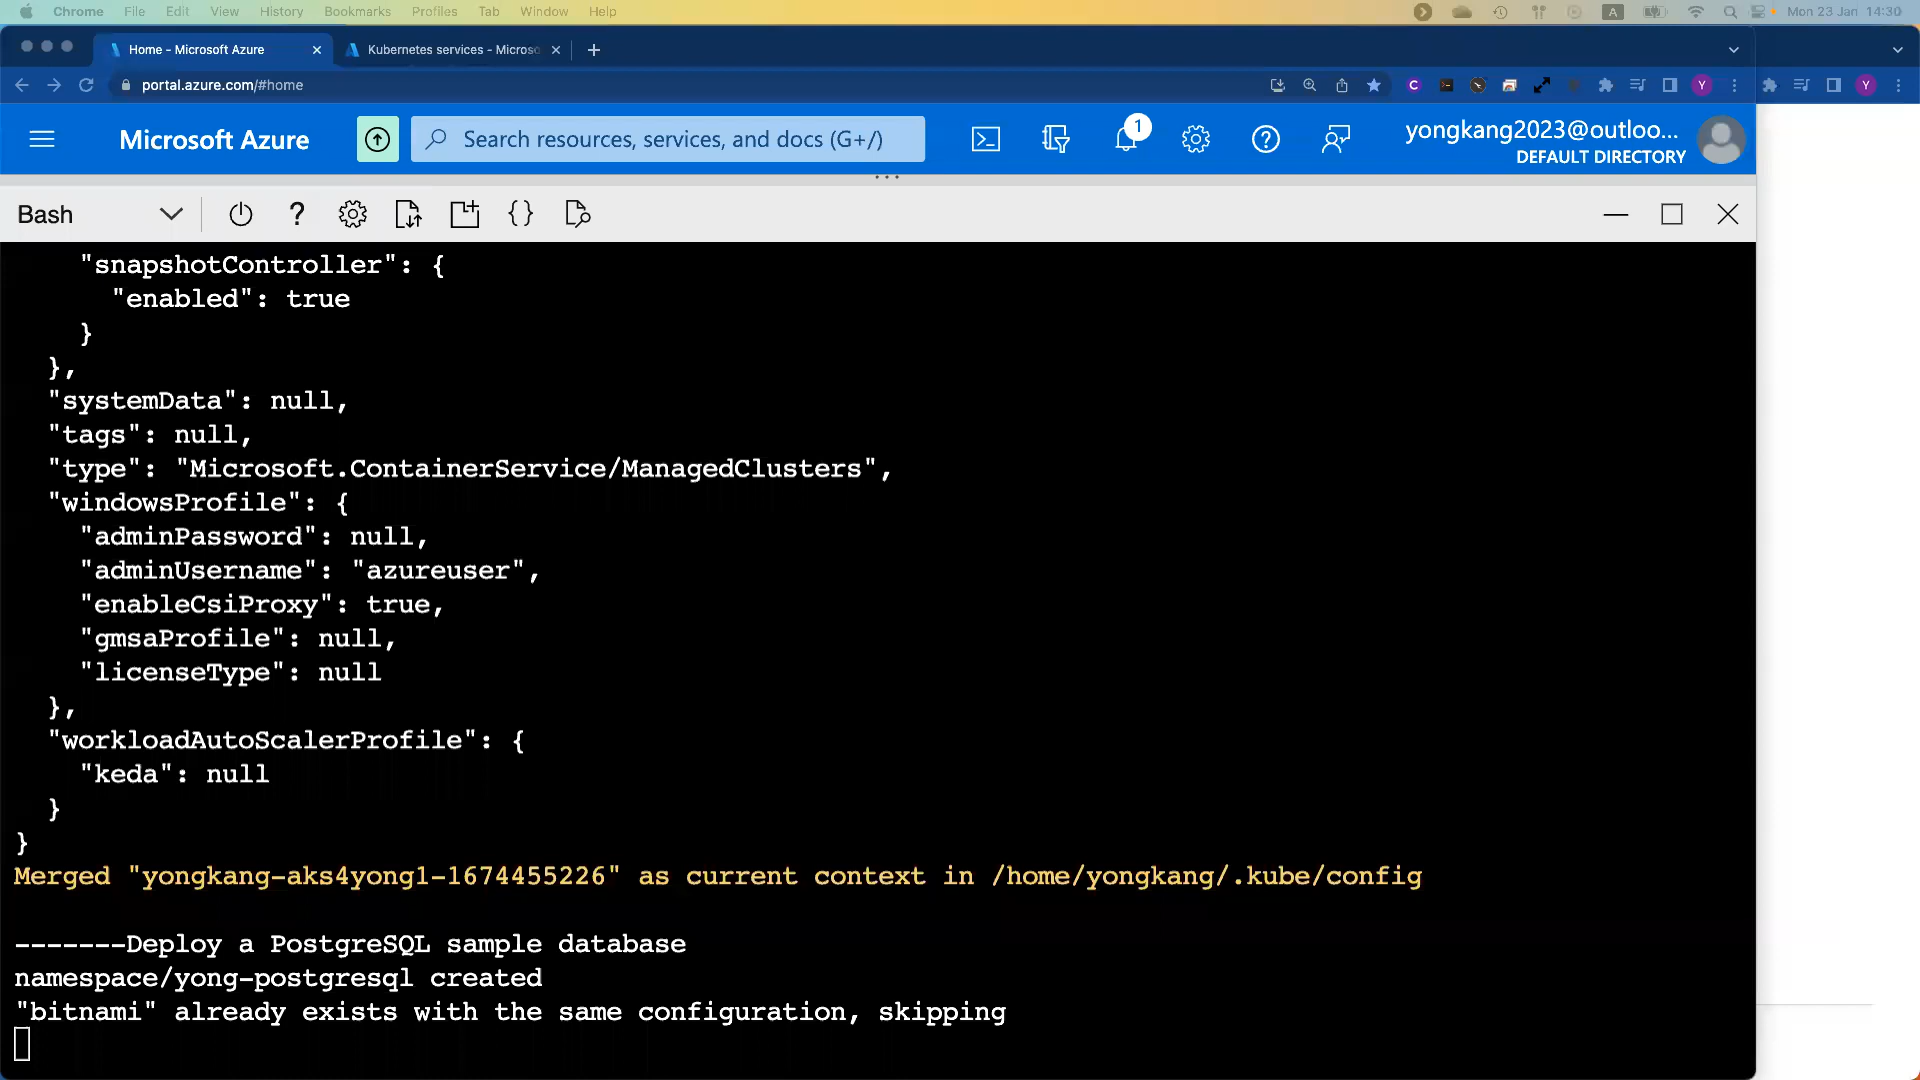 Chrome File Edit View History Bookmarks Profiles Tab Window Help A Mon 23 Jan 14:30
Home - Microsoft Azure Kubernetes services - Micros
portal.azure.com/#home C Y Y
Microsoft Azure Search resources, services, and docs (G+/) 1 yongkang2023@outloo...
DEFAULT DIRECTORY
Bash ?
"snapshotController": {
"enabled": true
}
},
"systemData": null,
"tags": null,
"type": "Microsoft.ContainerService/ManagedClusters",
"windowsProfile": {
"adminPassword": null,
"adminUsername": "azureuser",
"enableCsiProxy": true,
"gmsaProfile": null,
"licenseType": null
},
"workloadAutoScalerProfile": {
"keda": null
}
}
Merged "yongkang-aks4yong1-1674455226" as current context in /home/yongkang/.kube/config
-------Deploy a PostgreSQL sample database
namespace/yong-postgresql created
"bitnami" already exists with the same configuration, skipping